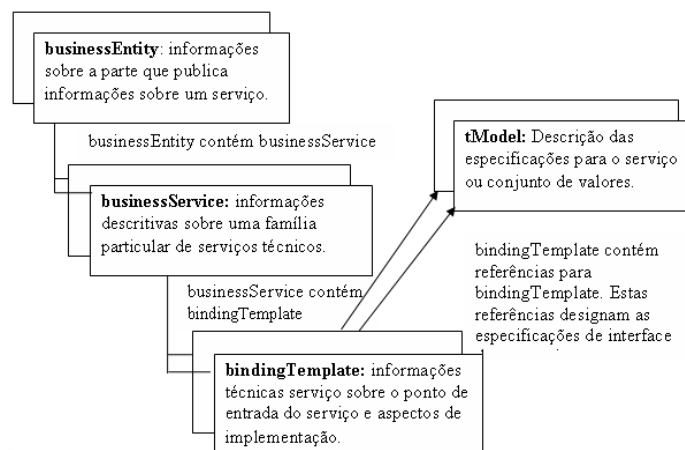 businessEntity: informações
sobre a parte que publica
informações sobre um serviço.
businessEntity contém businessService
tModel: Descrição das
especificações para o serviço
ou conjunto de valores.
businessService: informações
descritivas sobre uma família
particular de serviços técnicos.
bindingTemplate contém
referências para
bindingTemplate. Estas
referências designam as
especificações de interface
businessService contém
bindingTemplate
bindingTemplate: informações
técnicas serviço sobre o ponto de
entrada do serviço e aspectos de
implementação.